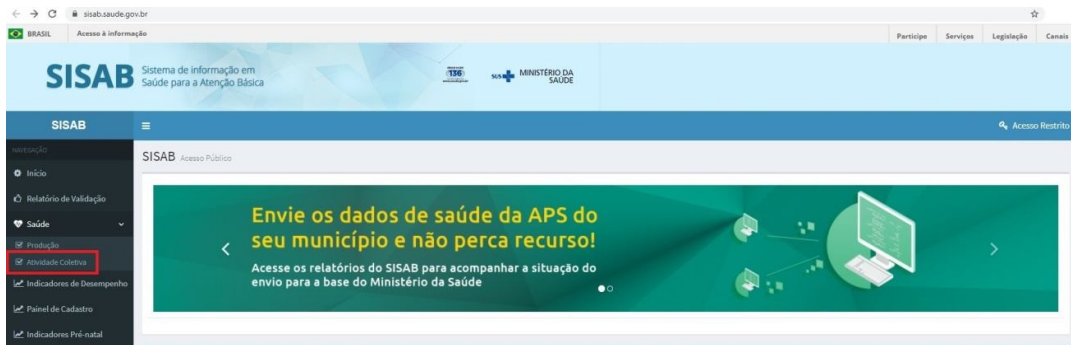 sisab.saude.gov.br
BRASIL Acesso à informação Participe Serviços Legislação Canais
SISAB Sistema de informação em
Saúde para a Atenção Básica
136 SUS MINISTÉRIO DA
SAÚDE
SISAB Acesso Restrito
NAVEGAÇÃO
SISAB Acesso Público
Início
Relatório de Validação
Saúde
Produção
Atividade Coletiva
Indicadores de Desempenho
Painel de Cadastro
Indicadores Pré-natal
Envie os dados de saúde da APS do
seu município e não perca recurso!
Acesse os relatórios do SISAB para acompanhar a situação do
envio para a base do Ministério da Saúde